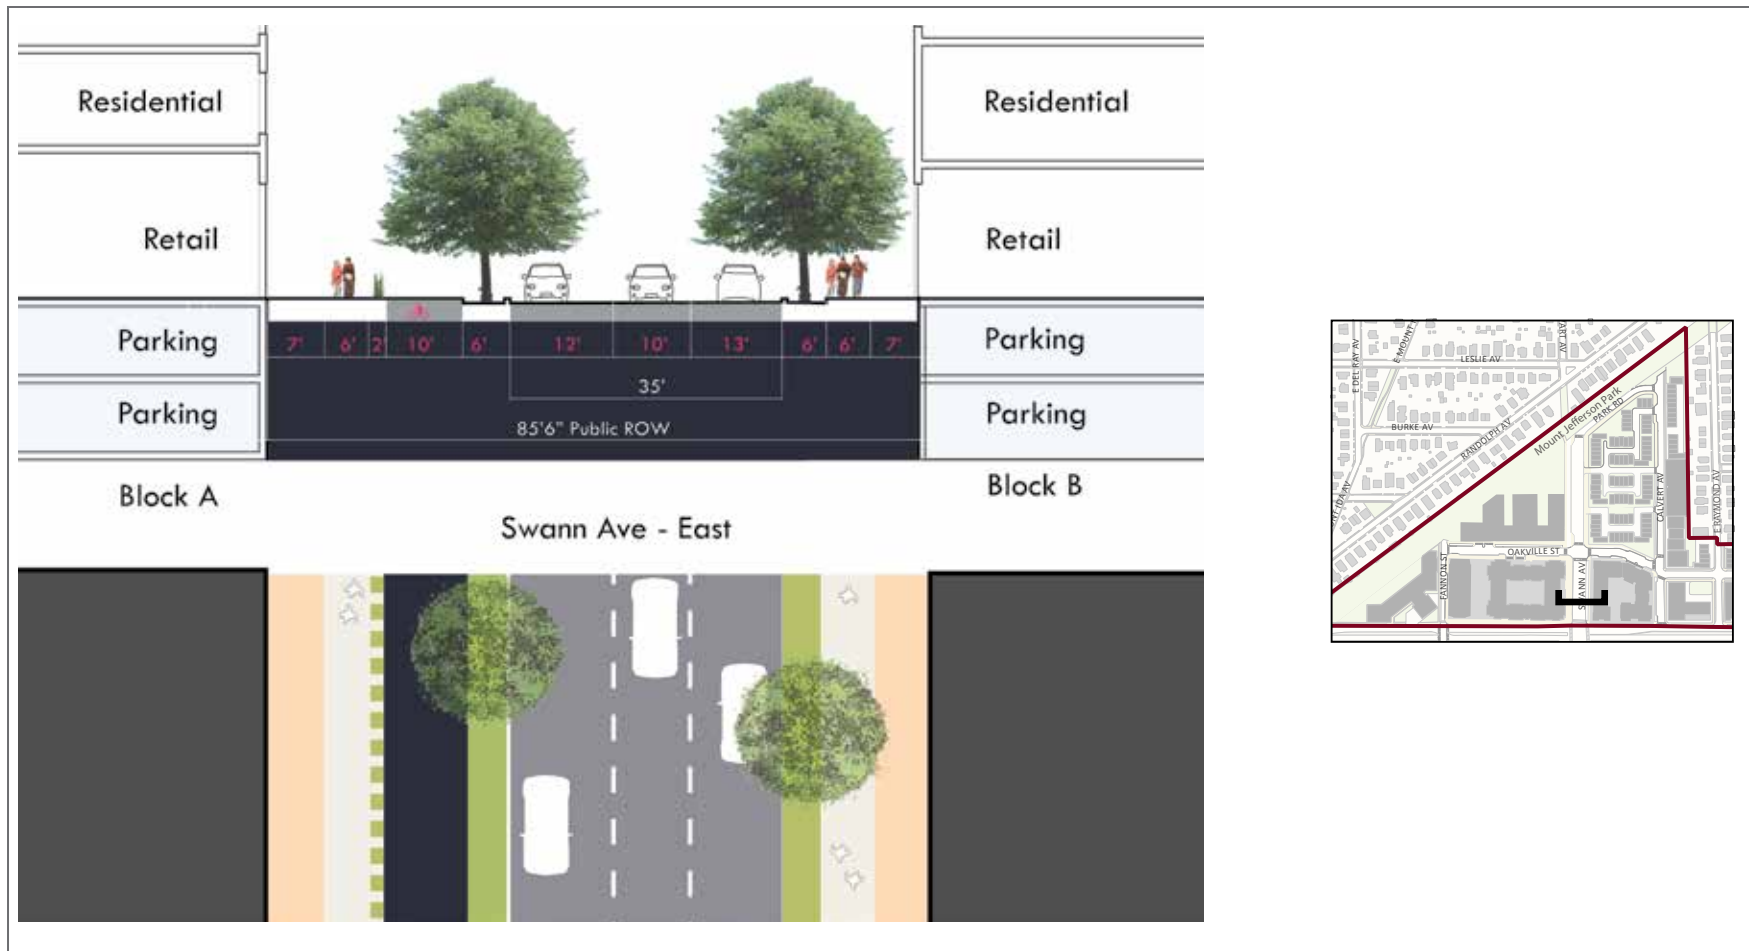 Residential
Residential
Retail
Retail
Parking
Parking
7' 6' 2' 10' 6' 12' 10' 13' 6' 6' 7'
35'
Parking
Parking
85'6" Public ROW
Block A
Block B
Swann Ave - East
E DEL RAY AV
E MOUNT
LESLIE AV
BURKE AV
RANDOLPH AV
Mount Jefferson Park
PARK RD
CALVERT AV
E RAYMOND AV
OAKVILLE ST
FANNON ST
SWANN AV